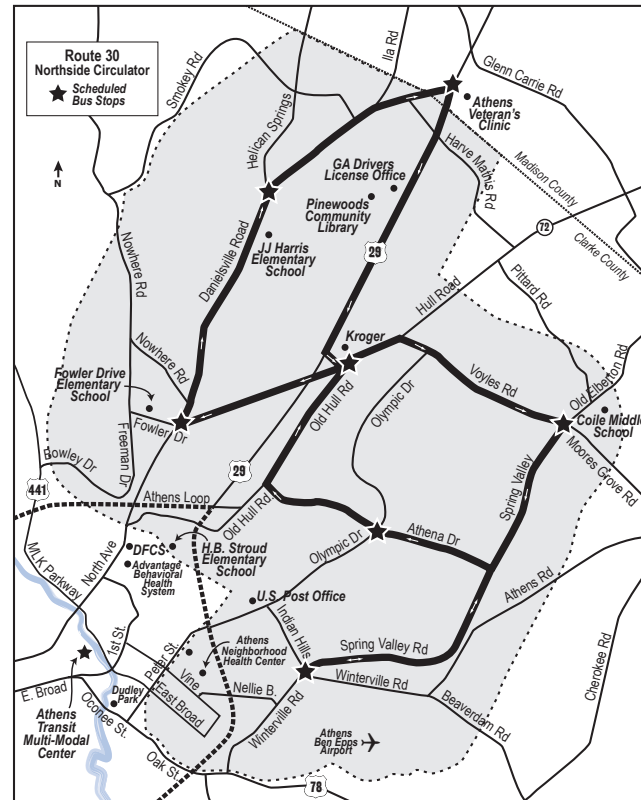 Route 30
Northside Circulator
Scheduled
Bus Stops
N
Smokey Rd
Ila Rd
Glenn Carrie Rd
Athens
Veteran's
Clinic
Helican Springs
Harve Mathis Rd
Madison County
Clarke County
GA Drivers
License Office
Pinewoods
Community
Library
72
Nowhere Rd
Danielsville Road
JJ Harris
Elementary
School
29
Hull Road
Pittard Rd
Kroger
Nowhere Rd
Fowler Drive
Elementary
School
Old Hull Rd
Olympic Dr
Voyles Rd
Old Elberton Rd
Coile Middle
School
Fowler Dr
Freeman Dr
Moores Grove Rd
Rowley Dr
441
29
Athens Loop
Old Hull Rd
Spring Valley
MLK Parkway
North Ave
DFCS
H.B. Stroud
Elementary
School
Advantage
Behavioral
Health
System
Olympic Dr
Athena Dr
Athens Rd
U.S. Post Office
1st St.
Peter St.
Indian Hills
Athens
Neighborhood
Health Center
Spring Valley Rd
Cherokee Rd
Vine
Nellie B.
Winterville Rd
E. Broad
Dudley
Park
East Broad
Winterville Rd
Beaverdam Rd
Athens
Transit
Multi-Modal
Center
Oconee St.
Oak St.
Athens
Ben Epps
Airport
78